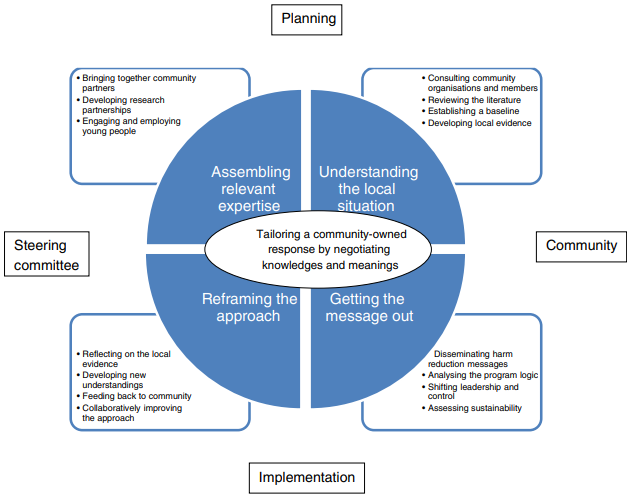 Planning
• Bringing together community
partners
• Developing research
partnerships
• Engaging and employing
young people
• Consulting community
organisations and members
• Reviewing the literature
• Establishing a baseline
• Developing local evidence
Assembling
relevant
expertise
Understanding
the local
situation
Steering
committee
Tailoring a community-owned
response by negotiating
knowledges and meanings
Community
Reframing the
approach
Getting the
message out
• Reflecting on the local
evidence
• Developing new
understandings
• Feeding back to community
• Collaboratively improving
the approach
Disseminating harm
reduction messages
• Analysing the program logic
• Shifting leadership and
control
• Assessing sustainability
Implementation